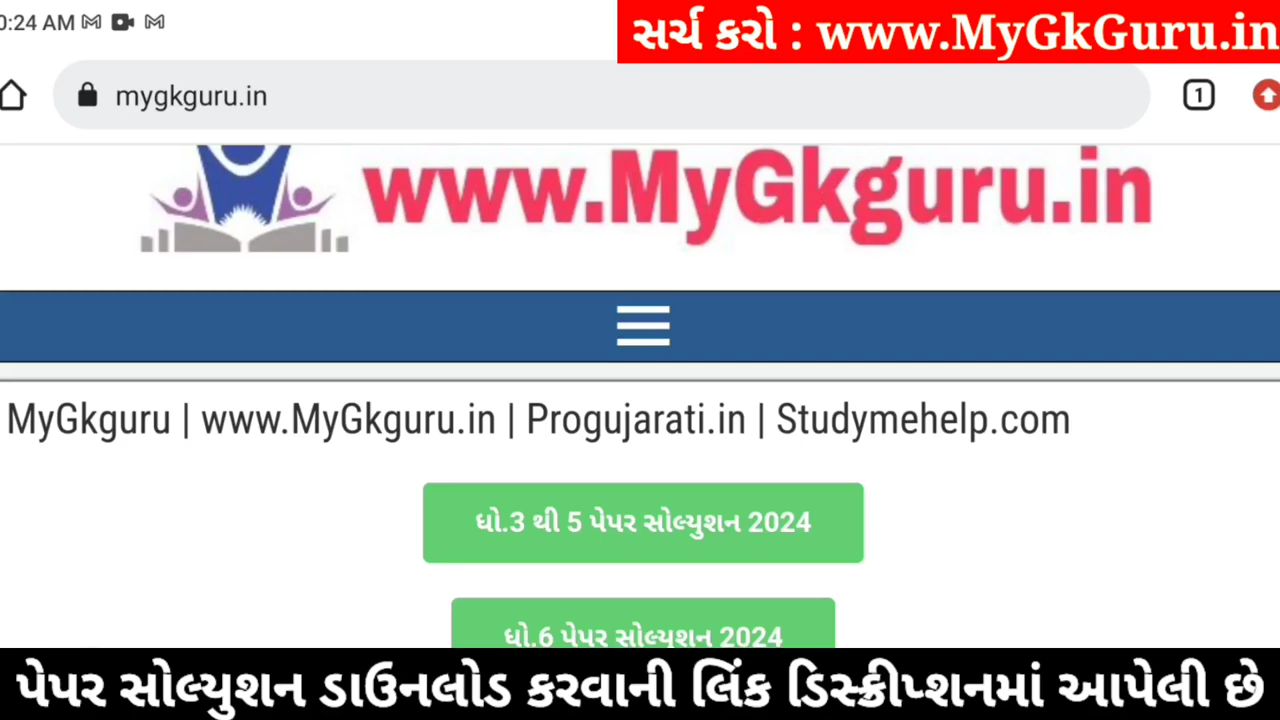 0:24 AM
સર્ચ કરો : www.MyGkGuru.in
mygkguru.in
1
www.MyGkguru.in
MyGkguru | www.MyGkguru.in | Progujarati.in | Studymehelp.com
ધો.3 થી 5 પેપર સોલ્યુશન 2024
ધો.6 પેપર સોલ્યુશન 2024
પેપર સોલ્યુશન ડાઉનલોડ કરવાની લિંક ડિસ્ક્રીપ્શનમાં આપેલી છે